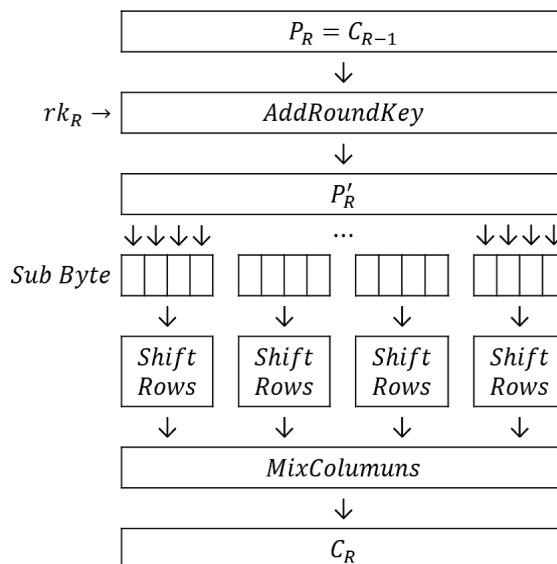 P_R = C_{R-1}
↓
rk_R → AddRoundKey
↓
P'_R
↓↓↓↓ ... ↓↓↓↓
Sub Byte
↓ ↓ ↓ ↓
Shift Shift Shift Shift
Rows Rows Rows Rows
↓ ↓ ↓ ↓
MixColumuns
↓
C_R